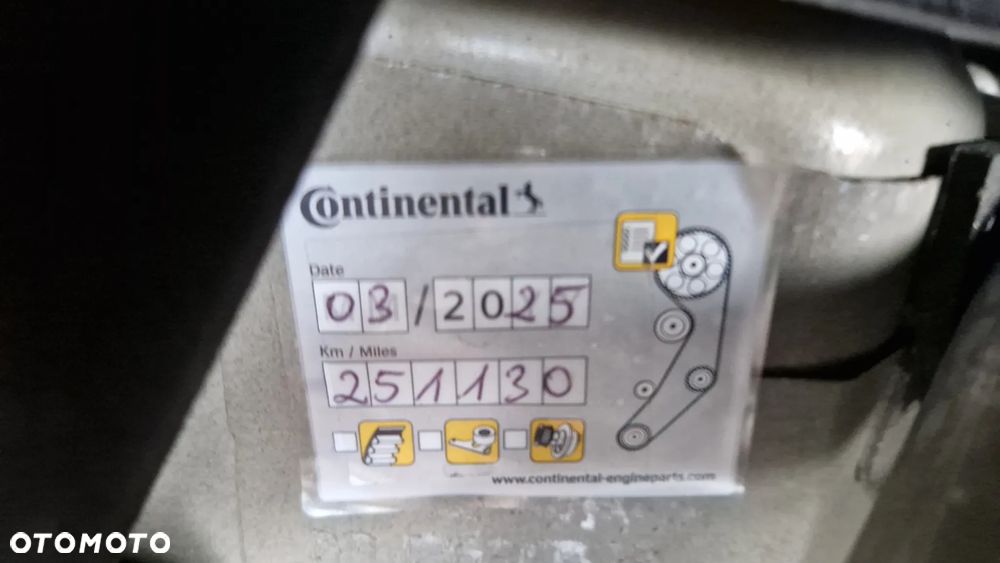 Continental
Date
03/2025
Km / Miles
251130
www.continental-engineparts.com
OTOMOTO